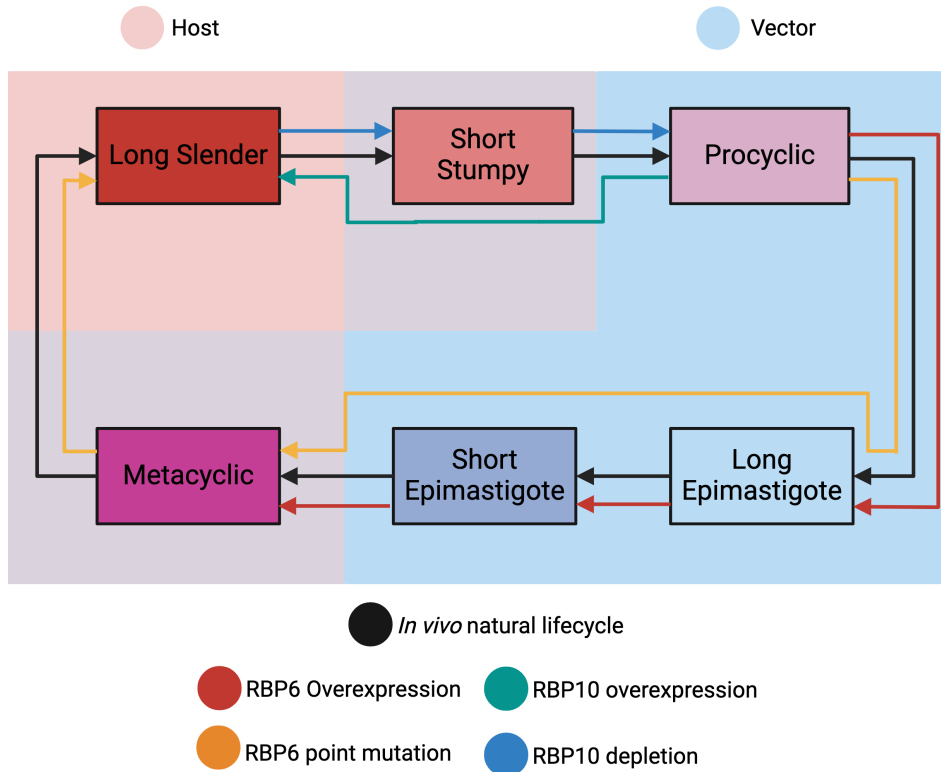 Host
Vector
Long Slender
Short
Stumpy
Procyclic
Metacyclic
Short
Epimastigote
Long
Epimastigote
In vivo natural lifecycle
RBP6 Overexpression
RBP10 overexpression
RBP6 point mutation
RBP10 depletion